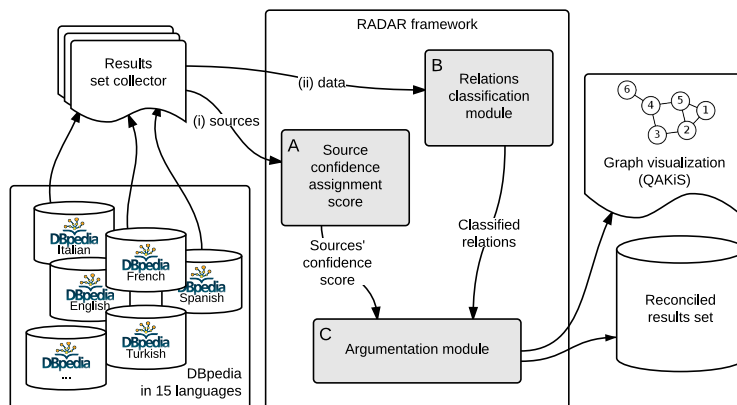 RADAR framework
Results
set collector
(ii) data
(i) sources
B
Relations
classification
module
A
Source
confidence
assignment
score
6
5
4
1
3
2
Graph visualization
(QAKiS)
Classified
relations
Sources'
confidence
score
DBpedia
Italian
DBpedia
French
DBpedia
English
DBpedia
Spanish
DBpedia
Turkish
DBpedia
...
DBpedia
in 15 languages
C
Argumentation module
Reconciled
results set